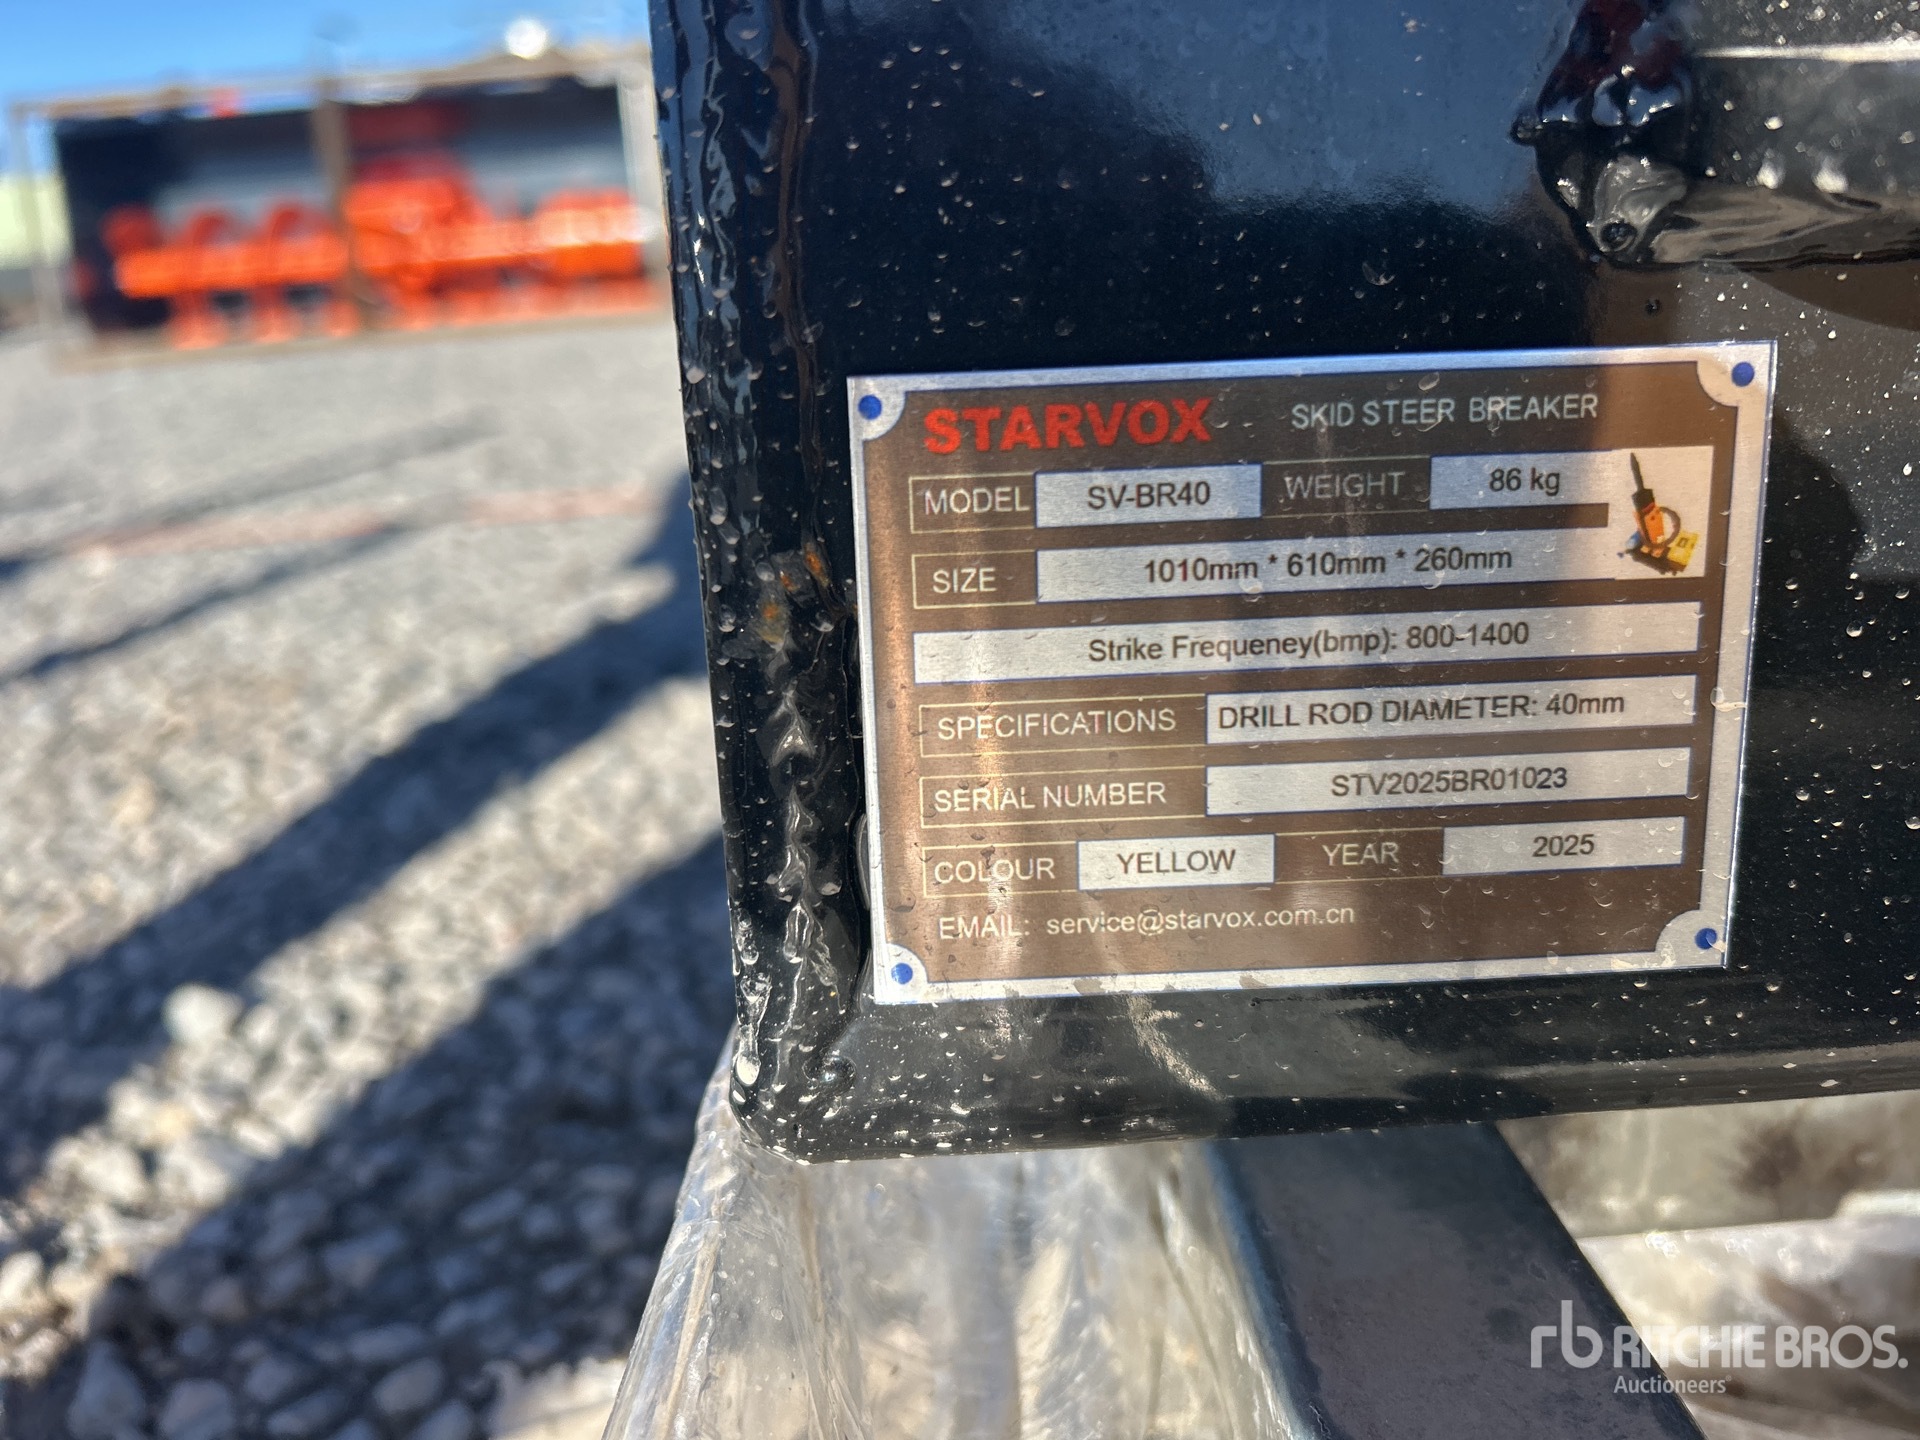 STARVOX SKID STEER BREAKER
MODEL SV-BR40 WEIGHT 86 kg
SIZE 1010mm * 610mm * 260mm
Strike Frequeney(bmp): 800-1400
SPECIFICATIONS DRILL ROD DIAMETER: 40mm
SERIAL NUMBER STV2025BR01023
COLOUR YELLOW YEAR 2025
EMAIL: service@starvox.com.cn
rb RITCHIE BROS.
Auctioneers